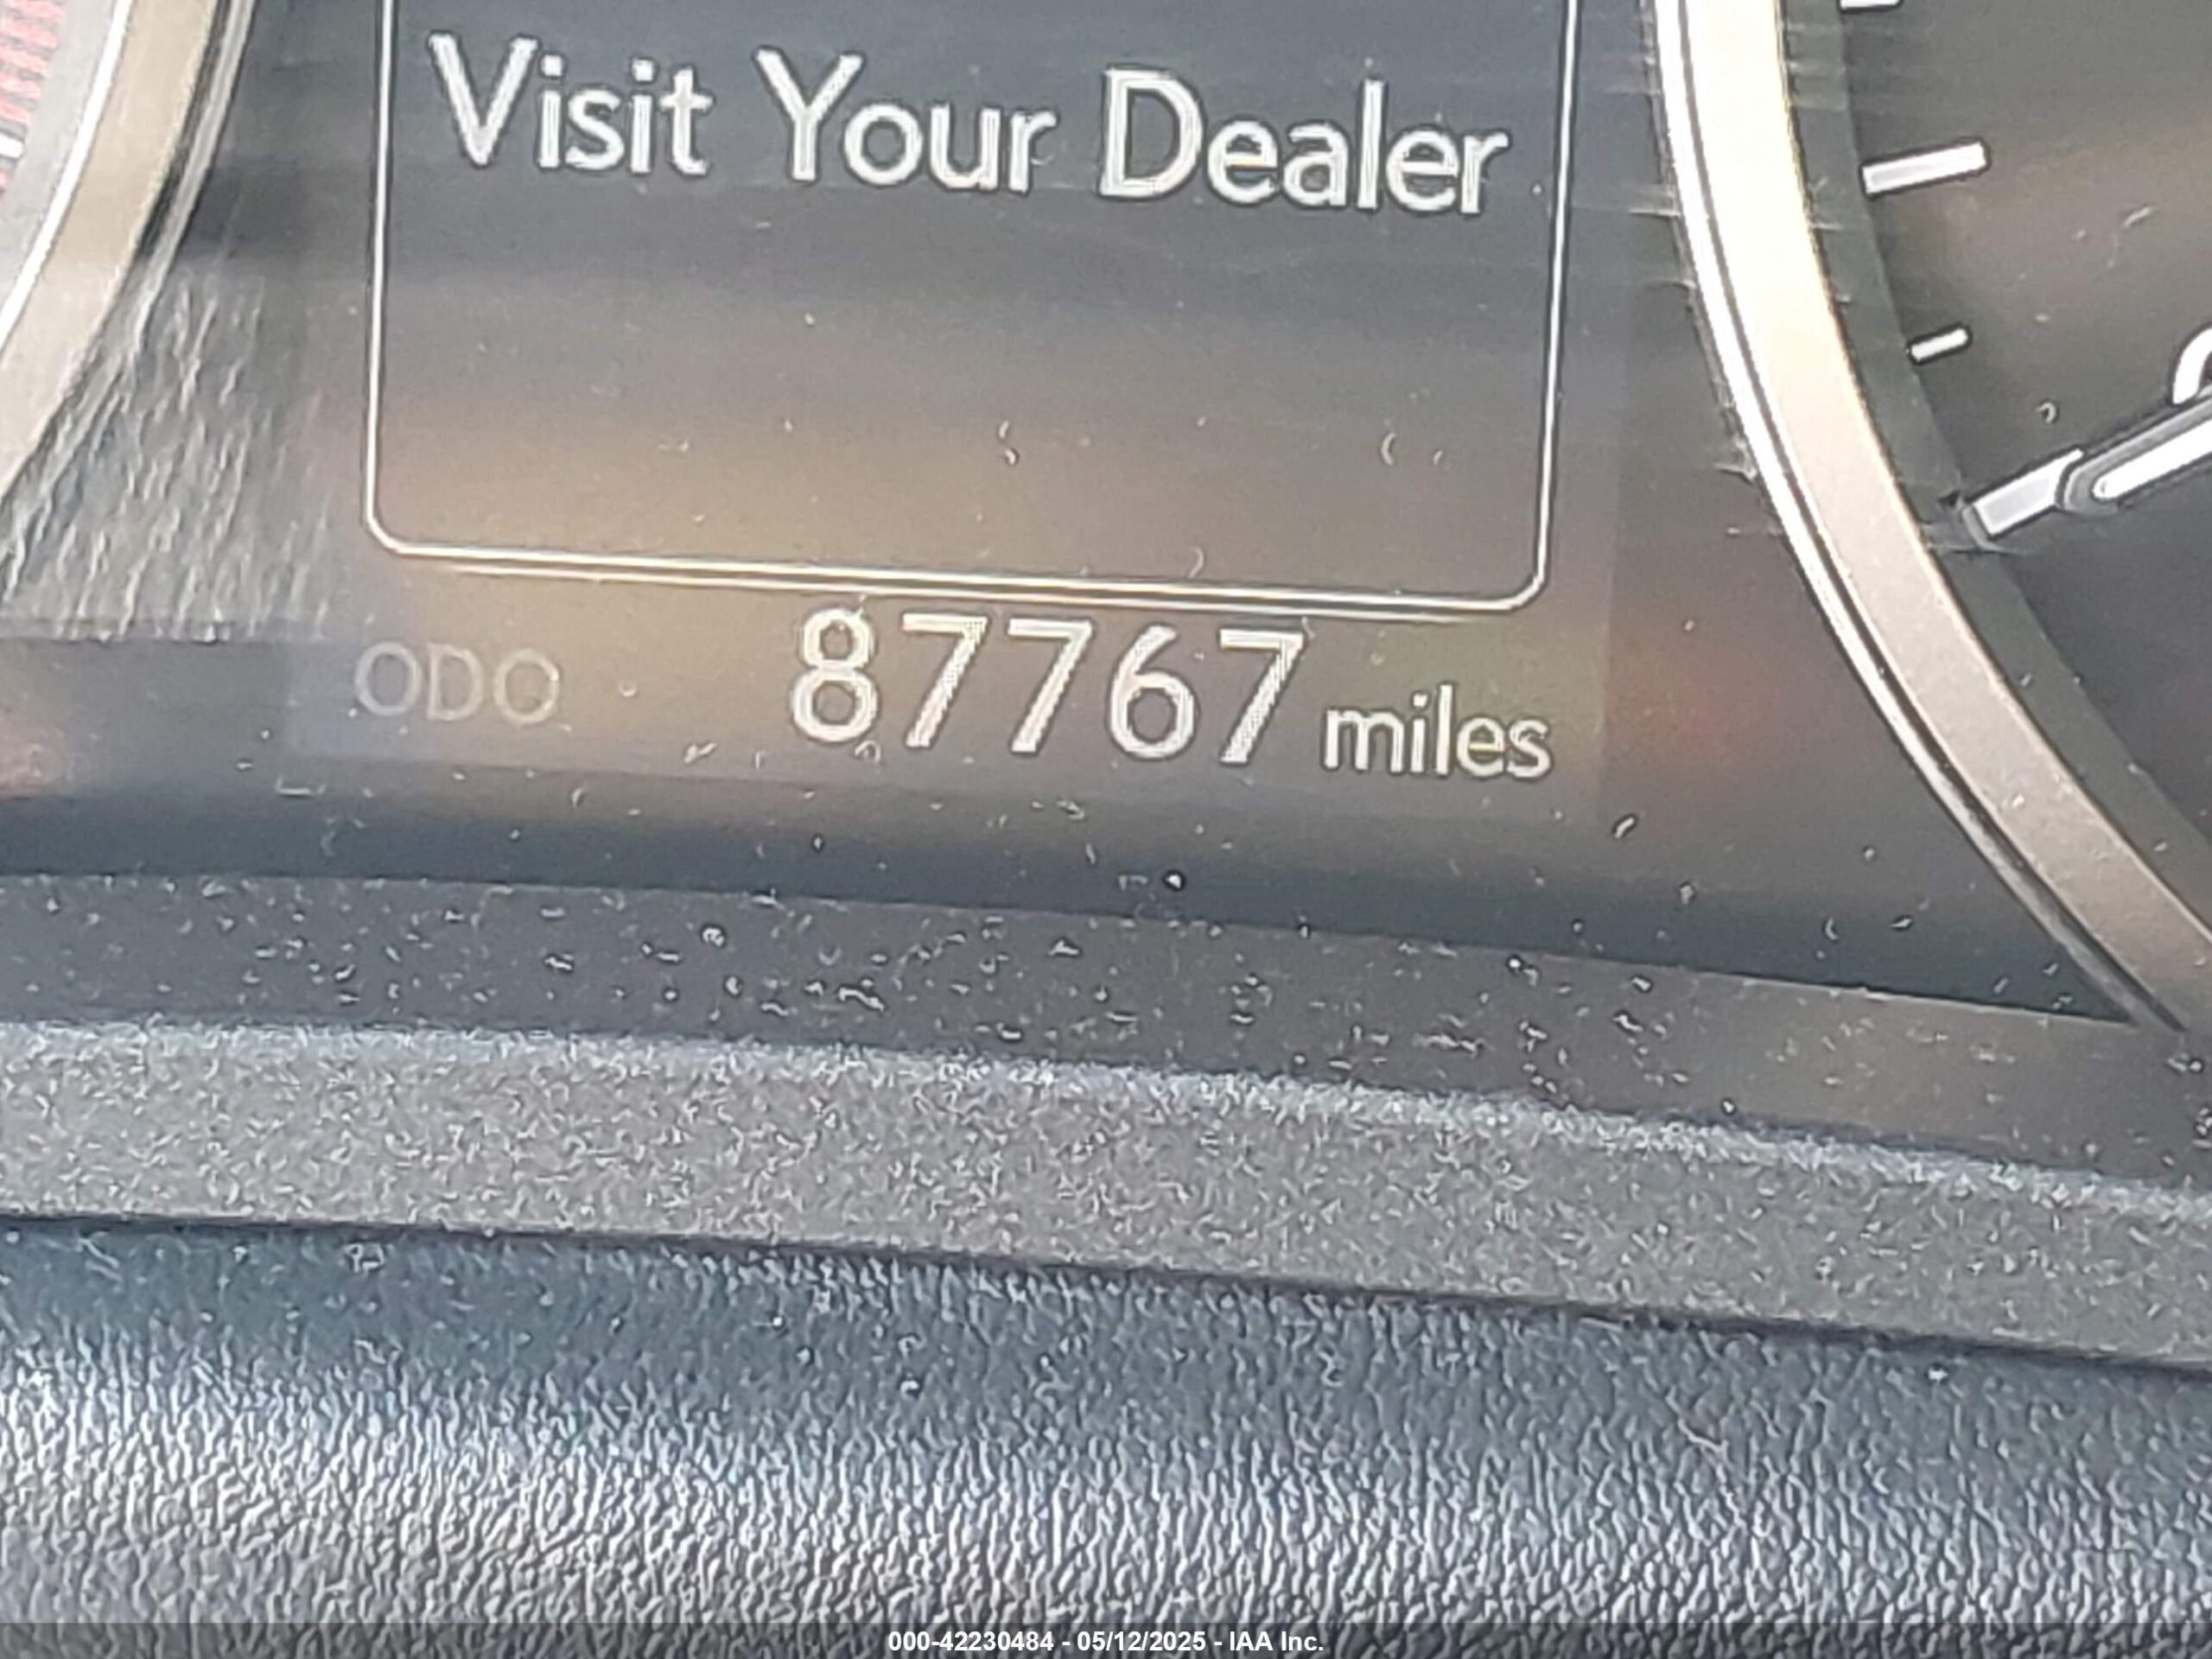 Visit Your Dealer
ODO 87767 miles
000-42230484 - 05/12/2025 - IAA Inc.